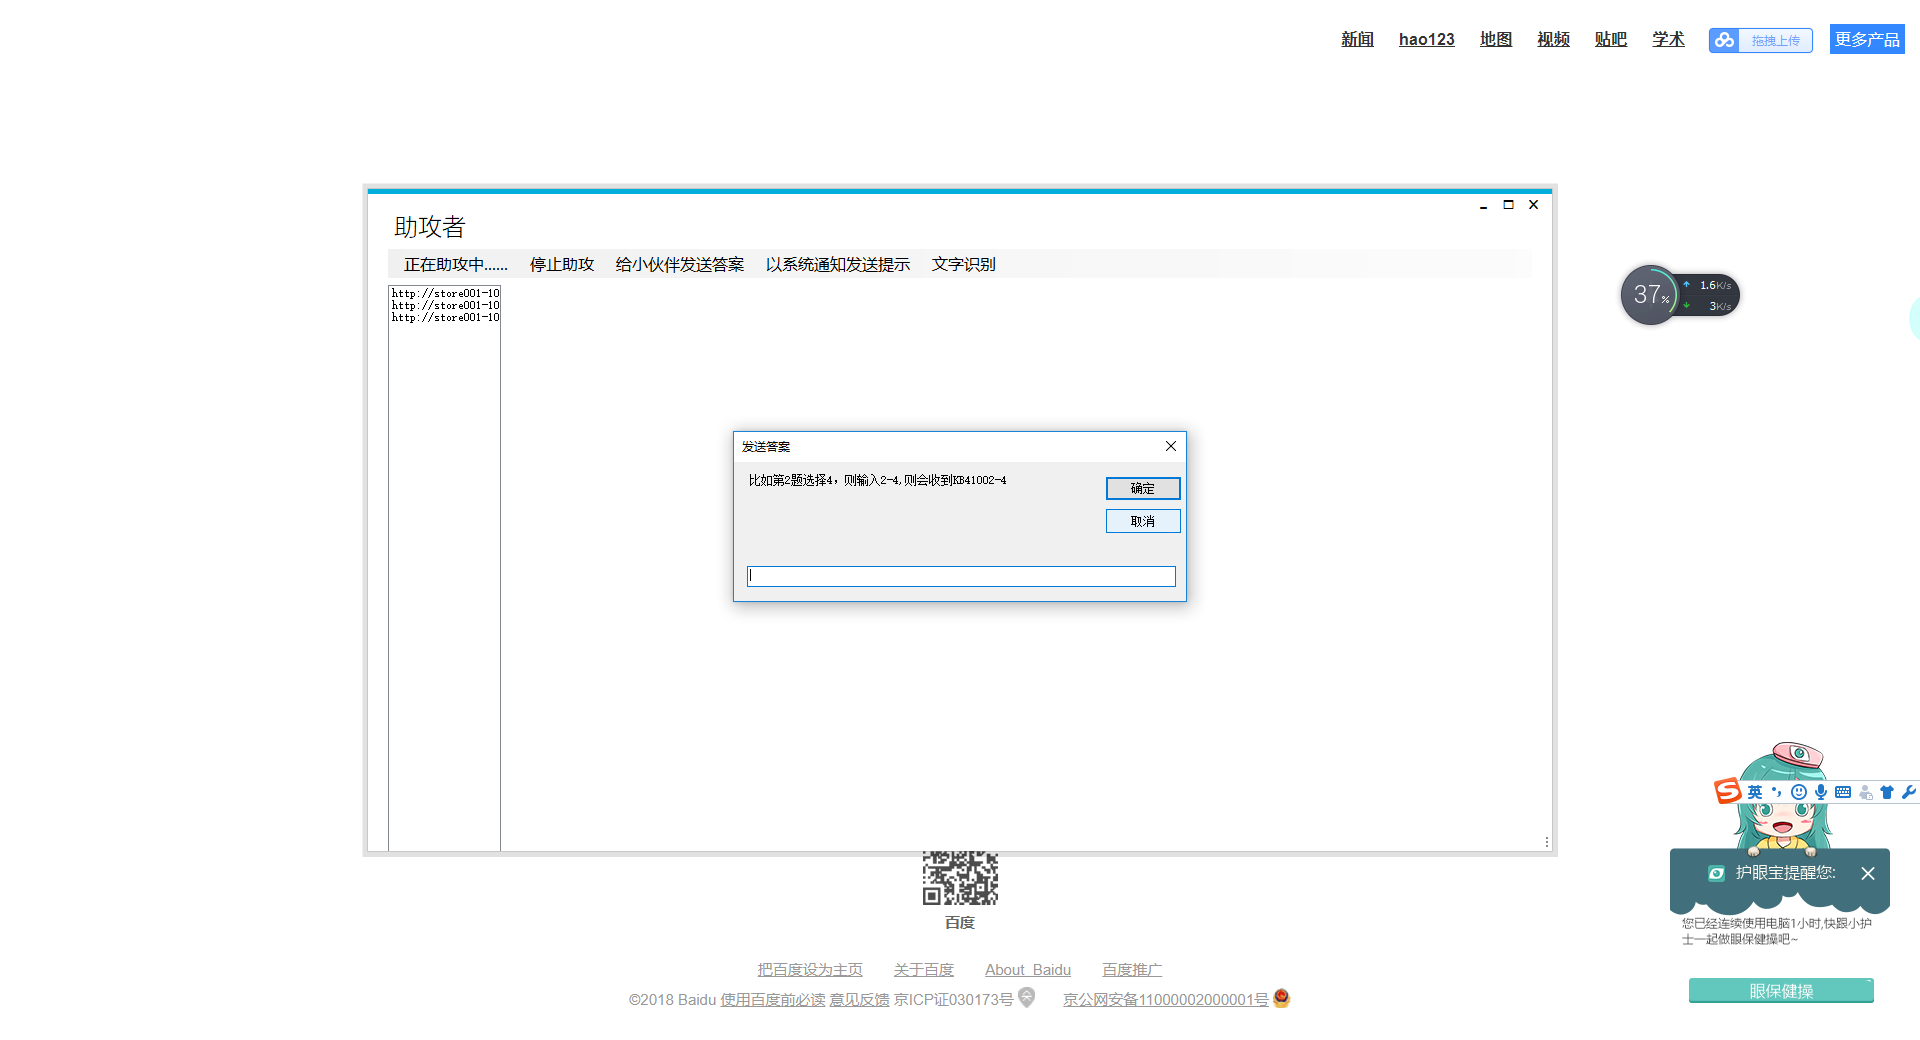 新闻 hao123 地图 视频 贴吧 学术 拖拽上传 更多产品
助攻者
正在助攻中...... 停止助攻 给小伙伴发送答案 以系统通知发送提示 文字识别
http://store001-10
http://store001-10
http://store001-10
37%
1.6K/s
3K/s
发送答案
比如第2题选择4，则输入2-4,则会收到KB41002-4
确定
取消
英
护眼宝提醒您:
您已经连续使用电脑1小时,快跟小护
士一起做眼保健操吧~
眼保健操
百度
把百度设为主页 关于百度 About Baidu 百度推广
©2018 Baidu 使用百度前必读 意见反馈 京ICP证030173号 京公网安备11000002000001号